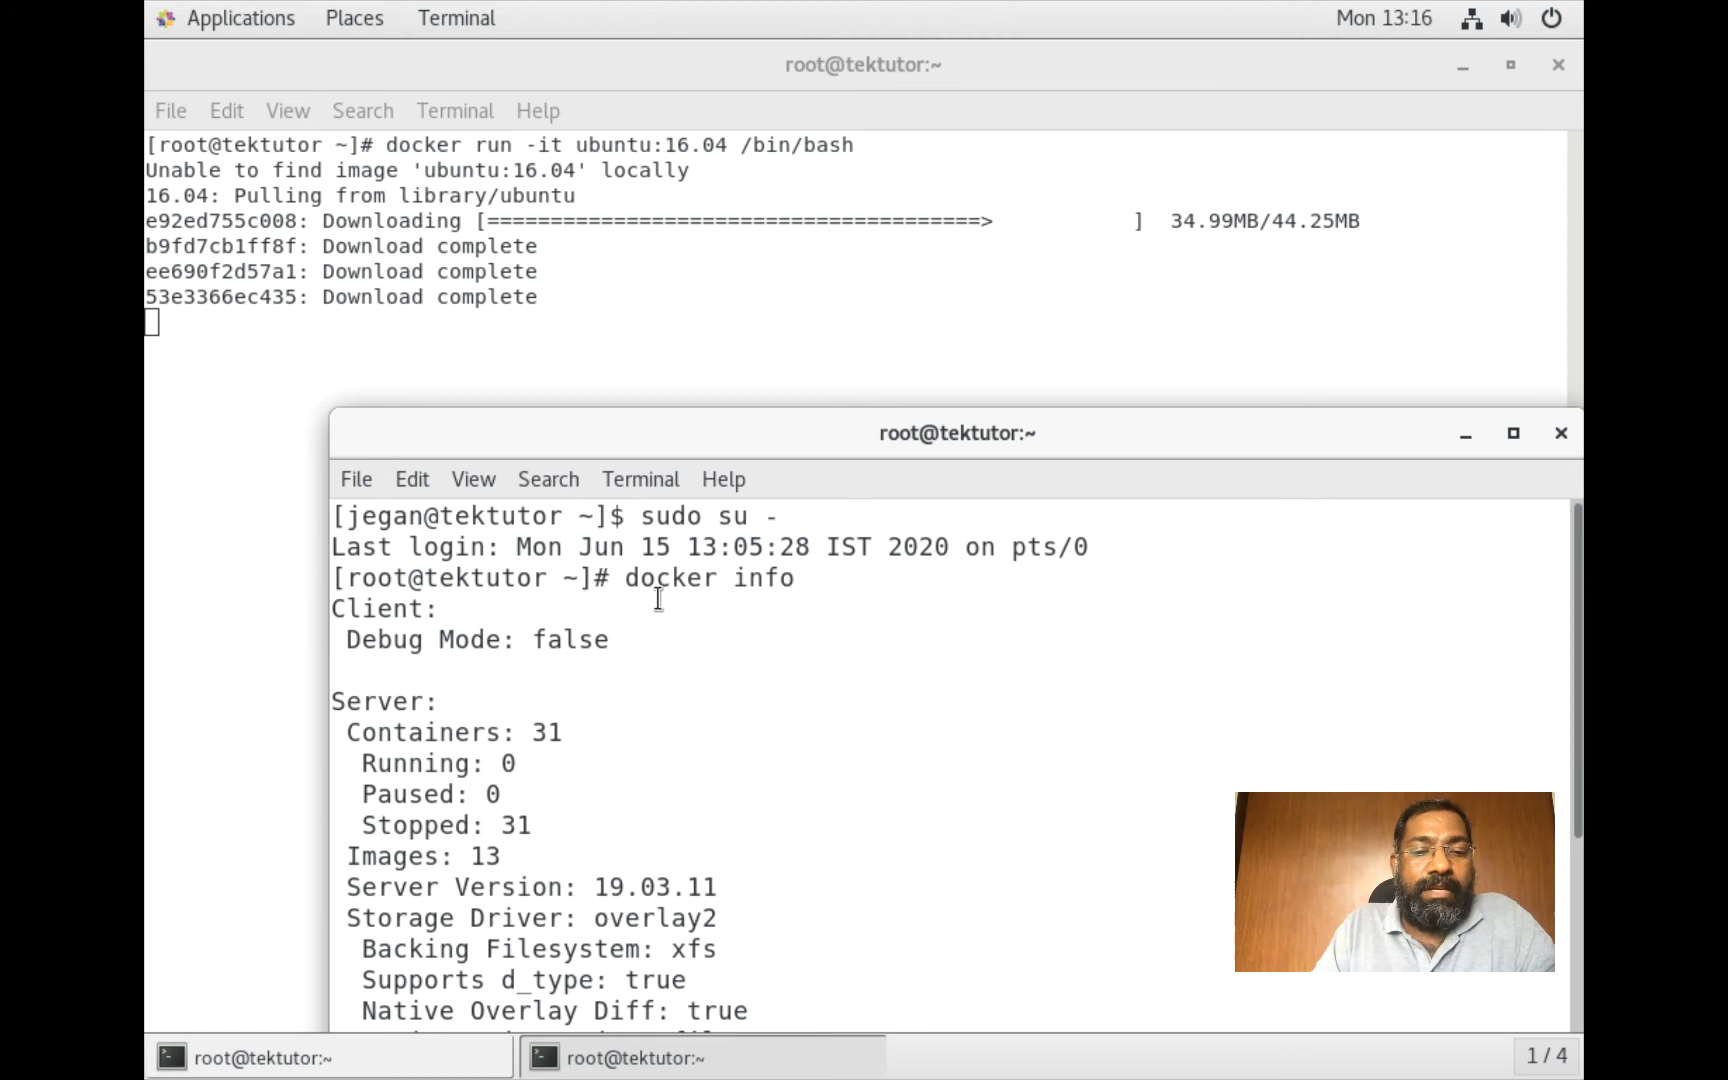 Applications Places Terminal Mon 13:16
root@tektutor:~
File Edit View Search Terminal Help
[root@tektutor ~]# docker run -it ubuntu:16.04 /bin/bash
Unable to find image 'ubuntu:16.04' locally
16.04: Pulling from library/ubuntu
e92ed755c008: Downloading [=======================================>           ]  34.99MB/44.25MB
b9fd7cb1ff8f: Download complete
ee690f2d57a1: Download complete
53e3366ec435: Download complete
root@tektutor:~
File Edit View Search Terminal Help
[jegan@tektutor ~]$ sudo su -
Last login: Mon Jun 15 13:05:28 IST 2020 on pts/0
[root@tektutor ~]# docker info
Client:
Debug Mode: false
Server:
Containers: 31
Running: 0
Paused: 0
Stopped: 31
Images: 13
Server Version: 19.03.11
Storage Driver: overlay2
Backing Filesystem: xfs
Supports d_type: true
Native Overlay Diff: true
root@tektutor:~ root@tektutor:~ 1 / 4